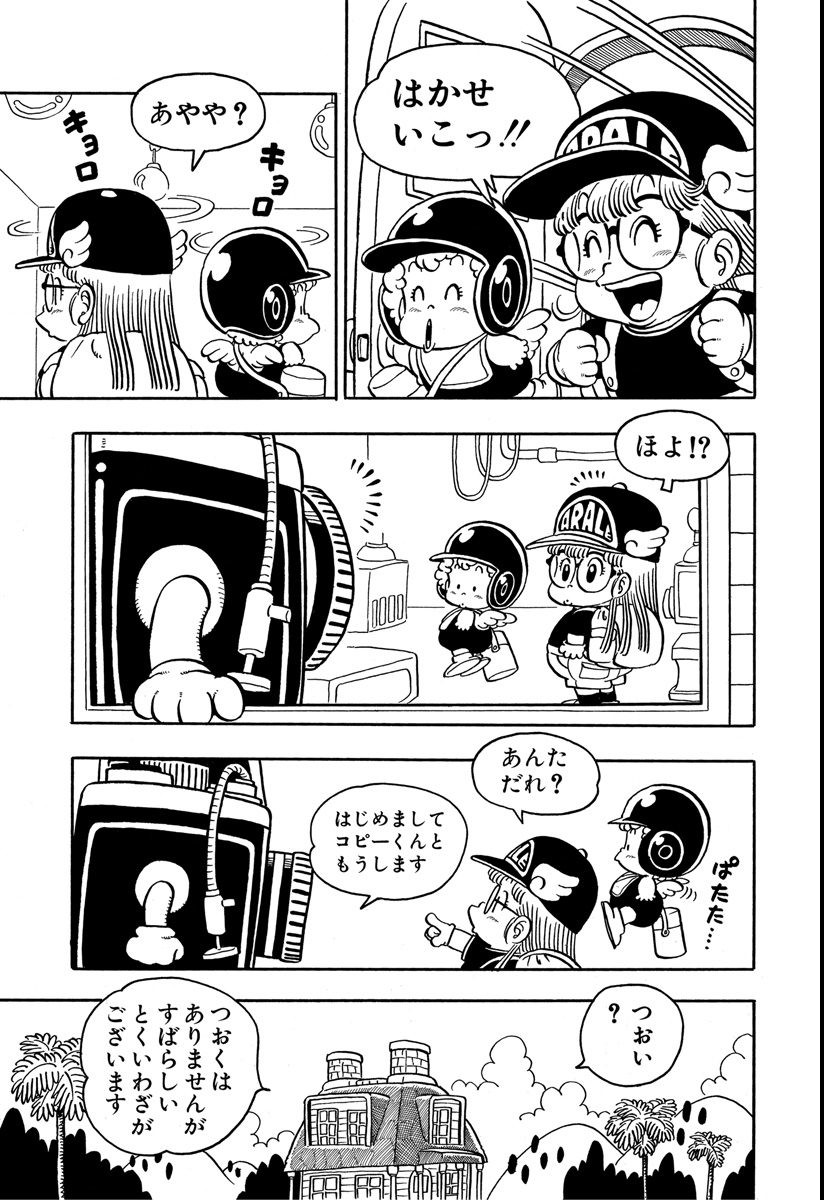 はかせ
いこっ!!
ARALE
あやや?
キョロ
キョロ
ほよ!?
ARALE
あんた
だれ?
はじめまして
コピーくんと
もうします
ぱたた…
つおい
?
つおくは
ありませんが
すばらしい
とくいわざが
ございます